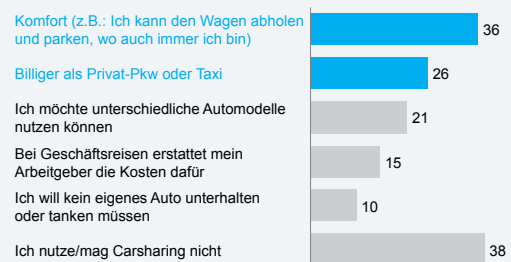 Komfort (z.B.: Ich kann den Wagen abholen
und parken, wo auch immer ich bin)
36
Billiger als Privat-Pkw oder Taxi
26
Ich möchte unterschiedliche Automodelle
nutzen können
21
Bei Geschäftsreisen erstattet mein
Arbeitgeber die Kosten dafür
15
Ich will kein eigenes Auto unterhalten
oder tanken müssen
10
Ich nutze/mag Carsharing nicht
38